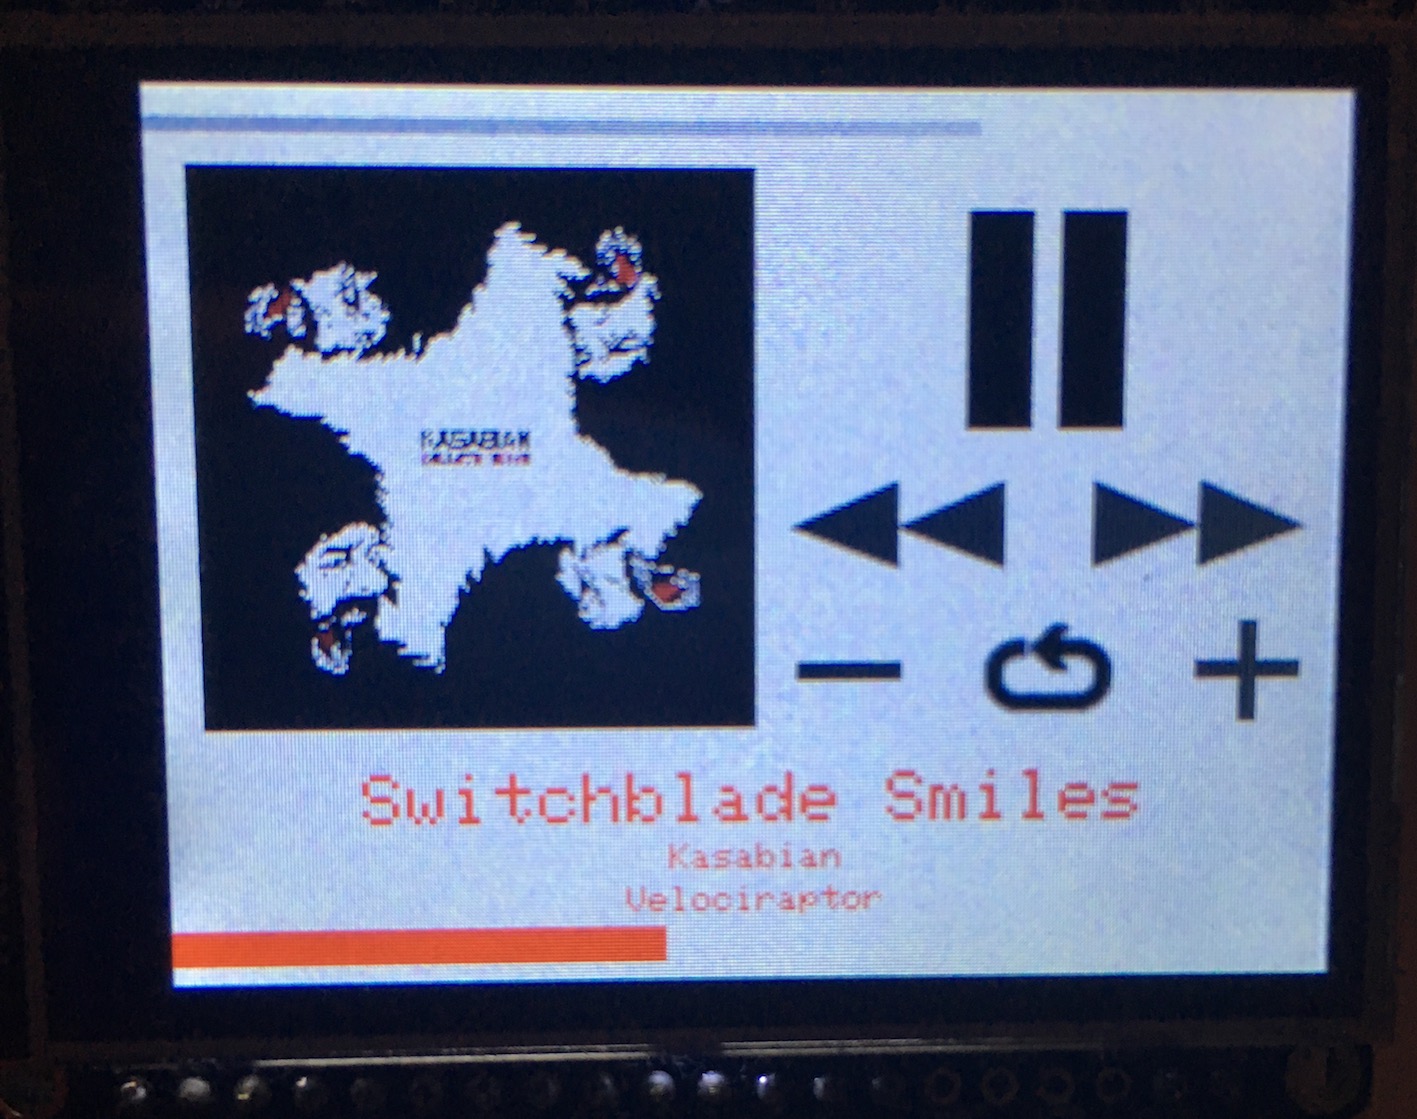 KASABIAN
Switchblade Smiles
Kasabian
Velociraptor